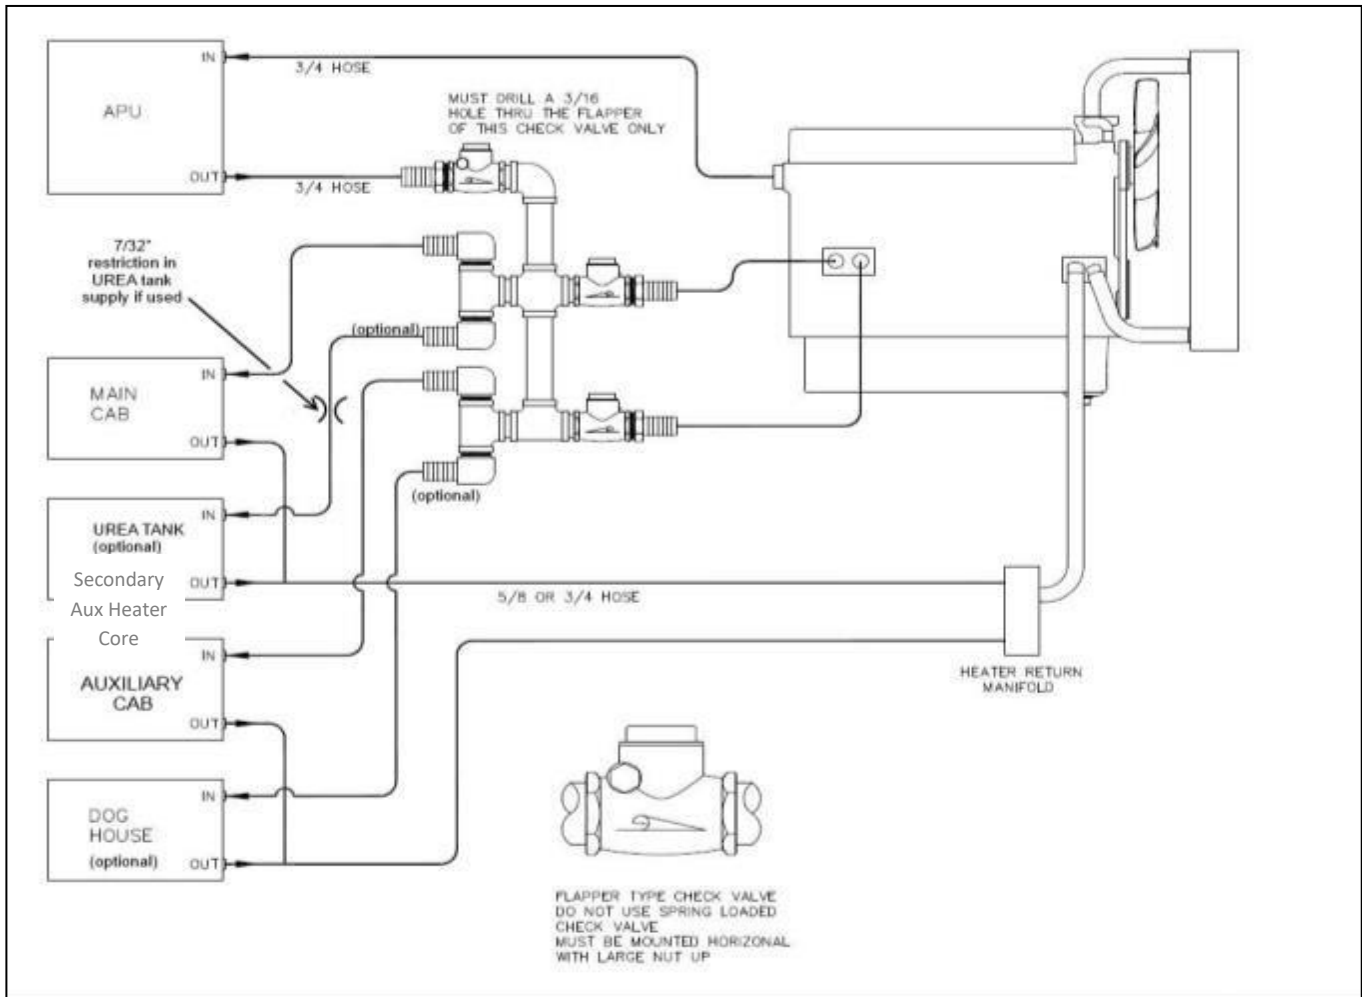 IN
3/4 HOSE
APU
MUST DRILL A 3/16
HOLE THRU THE FLAPPER
OF THIS CHECK VALVE ONLY
OUT
3/4 HOSE
7/32"
restriction in
UREA tank
supply if used
(optional)
IN
MAIN
CAB
OUT
(optional)
IN
UREA TANK
(optional)
OUT
Secondary
Aux Heater
Core
5/8 OR 3/4 HOSE
IN
AUXILIARY
CAB
OUT
HEATER RETURN
MANIFOLD
IN
DOG
HOUSE
(optional)
OUT
FLAPPER TYPE CHECK VALVE
DO NOT USE SPRING LOADED
CHECK VALVE
MUST BE MOUNTED HORIZONAL
WITH LARGE NUT UP